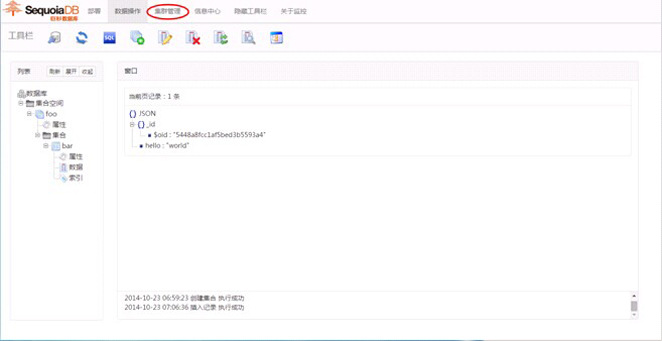 SequoiaDB 巨杉数据库 部署 数据操作 集群管理 信息中心 隐藏工具栏 关于监控
工具栏 SQL
列表 刷新 展开 收起
数据库
集合空间
foo
属性
集合
bar
属性
数据
索引
窗口
当前页记录：1 条
{} JSON
{} _id
$oid : "5448a8fcc1af5bed3b5593a4"
hello : "world"
2014-10-23 06:59:23 创建集合 执行成功
2014-10-23 07:06:36 插入记录 执行成功